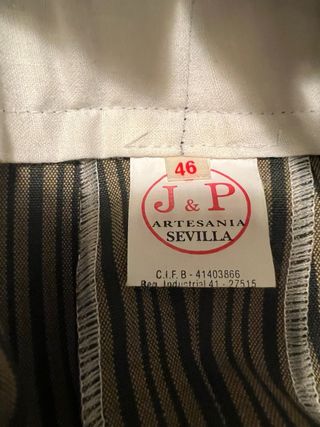 46
J & P
ARTESANIA
SEVILLA
C.I.F. B - 41403866
Reg. Industrial 41 - 27515